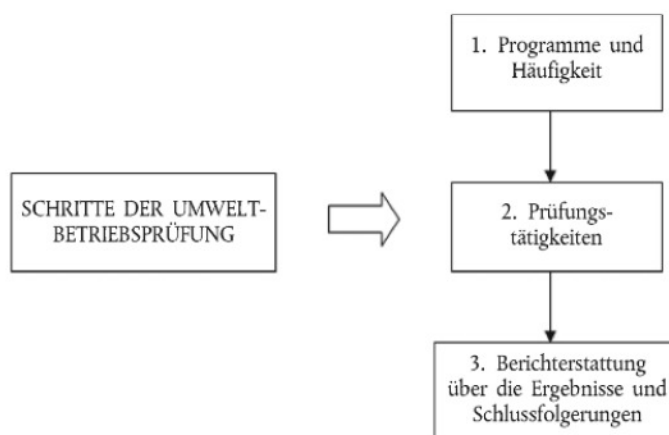 SCHRITTE DER UMWELT-
BETRIEBSPRÜFUNG
1. Programme und
Häufigkeit
2. Prüfungs-
tätigkeiten
3. Berichterstattung
über die Ergebnisse und
Schlussfolgerungen